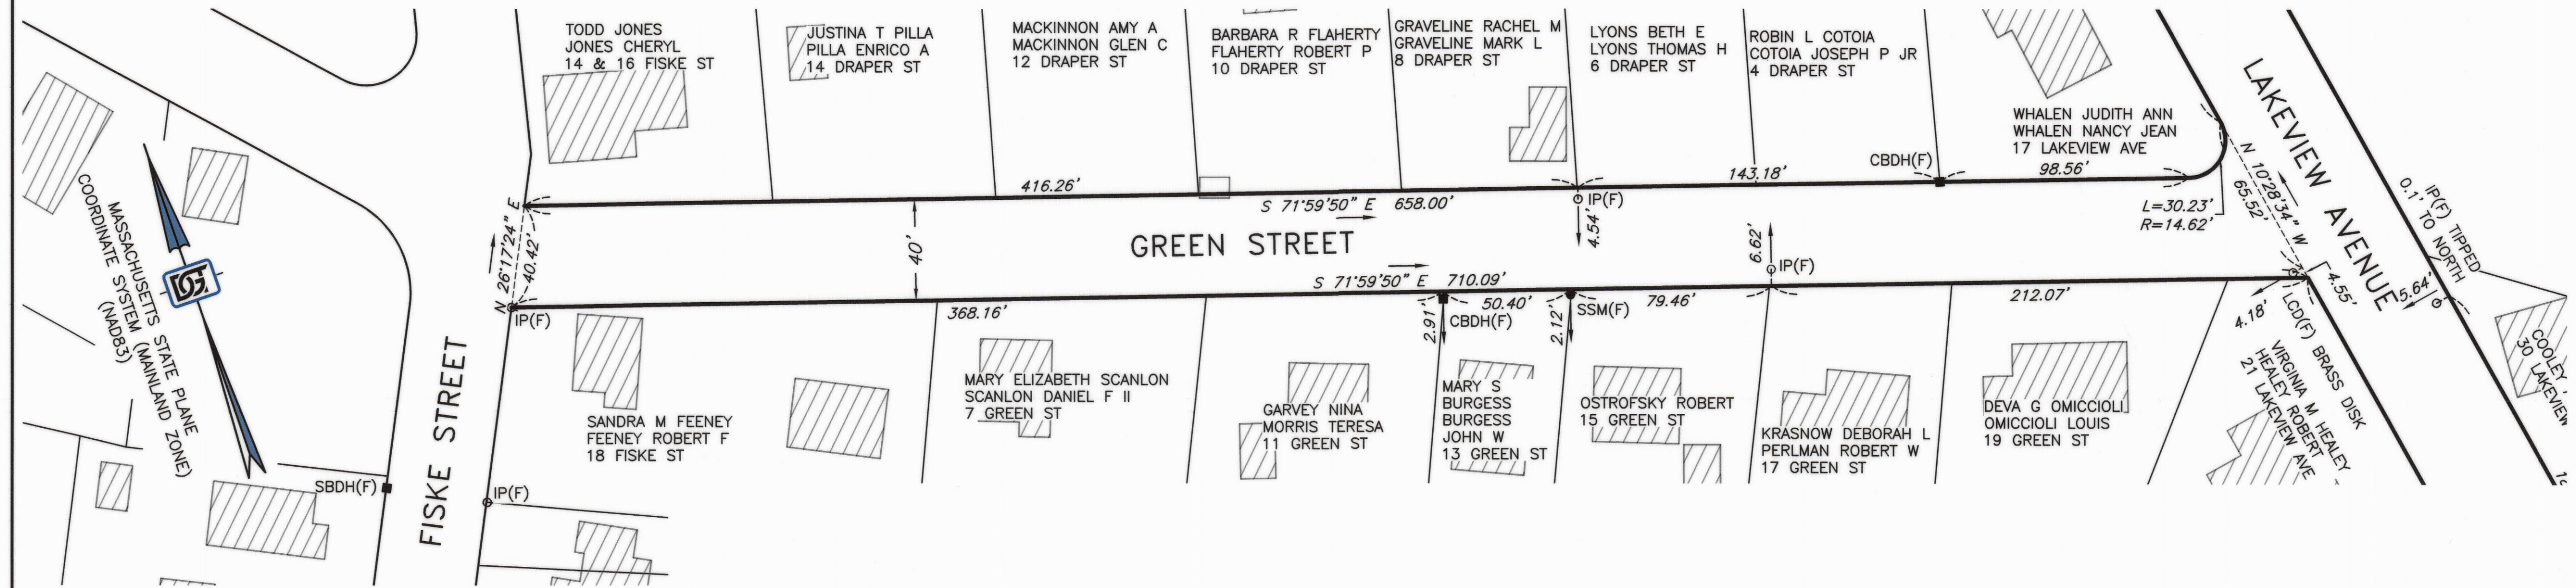 TODD JONES
JONES CHERYL
14 & 16 FISKE ST
JUSTINA T PILLA
PILLA ENRICO A
14 DRAPER ST
MACKINNON AMY A
MACKINNON GLEN C
12 DRAPER ST
BARBARA R FLAHERTY
FLAHERTY ROBERT P
10 DRAPER ST
GRAVELINE RACHEL M
GRAVELINE MARK L
8 DRAPER ST
LYONS BETH E
LYONS THOMAS H
6 DRAPER ST
ROBIN L COTOIA
COTOIA JOSEPH P JR
4 DRAPER ST
WHALEN JUDITH ANN
WHALEN NANCY JEAN
17 LAKEVIEW AVE
LAKEVIEW AVENUE
MASSACHUSETTS STATE PLANE
COORDINATE SYSTEM (MAINLAND ZONE)
(NAD83)
DGT
416.26'
S 71°59'50" E 658.00'
IP(F)
4.54'
143.18'
CBDH(F)
98.56'
L=30.23'
R=14.62'
N 10°28'34" W
65.52'
IP(F) TIPPED
0.1' TO NORTH
5.64'
N 26°17'24" E
40.42'
40'
GREEN STREET
S 71°59'50" E 710.09'
6.62'
IP(F)
IP(F)
368.16'
2.91'
CBDH(F)
50.40'
2.12'
SSM(F)
79.46'
212.07'
4.18'
4.55'
LCD(F) BRASS DISK
VIRGINIA M HEALEY
HEALEY ROBERT
21 LAKEVIEW AVE
COOLEY
30 LAKEVIEW
FISKE STREET
SBDH(F)
IP(F)
SANDRA M FEENEY
FEENEY ROBERT F
18 FISKE ST
MARY ELIZABETH SCANLON
SCANLON DANIEL F II
7 GREEN ST
GARVEY NINA
MORRIS TERESA
11 GREEN ST
MARY S
BURGESS
BURGESS
JOHN W
13 GREEN ST
OSTROFSKY ROBERT
15 GREEN ST
KRASNOW DEBORAH L
PERLMAN ROBERT W
17 GREEN ST
DEVA G OMICCIOLI
OMICCIOLI LOUIS
19 GREEN ST